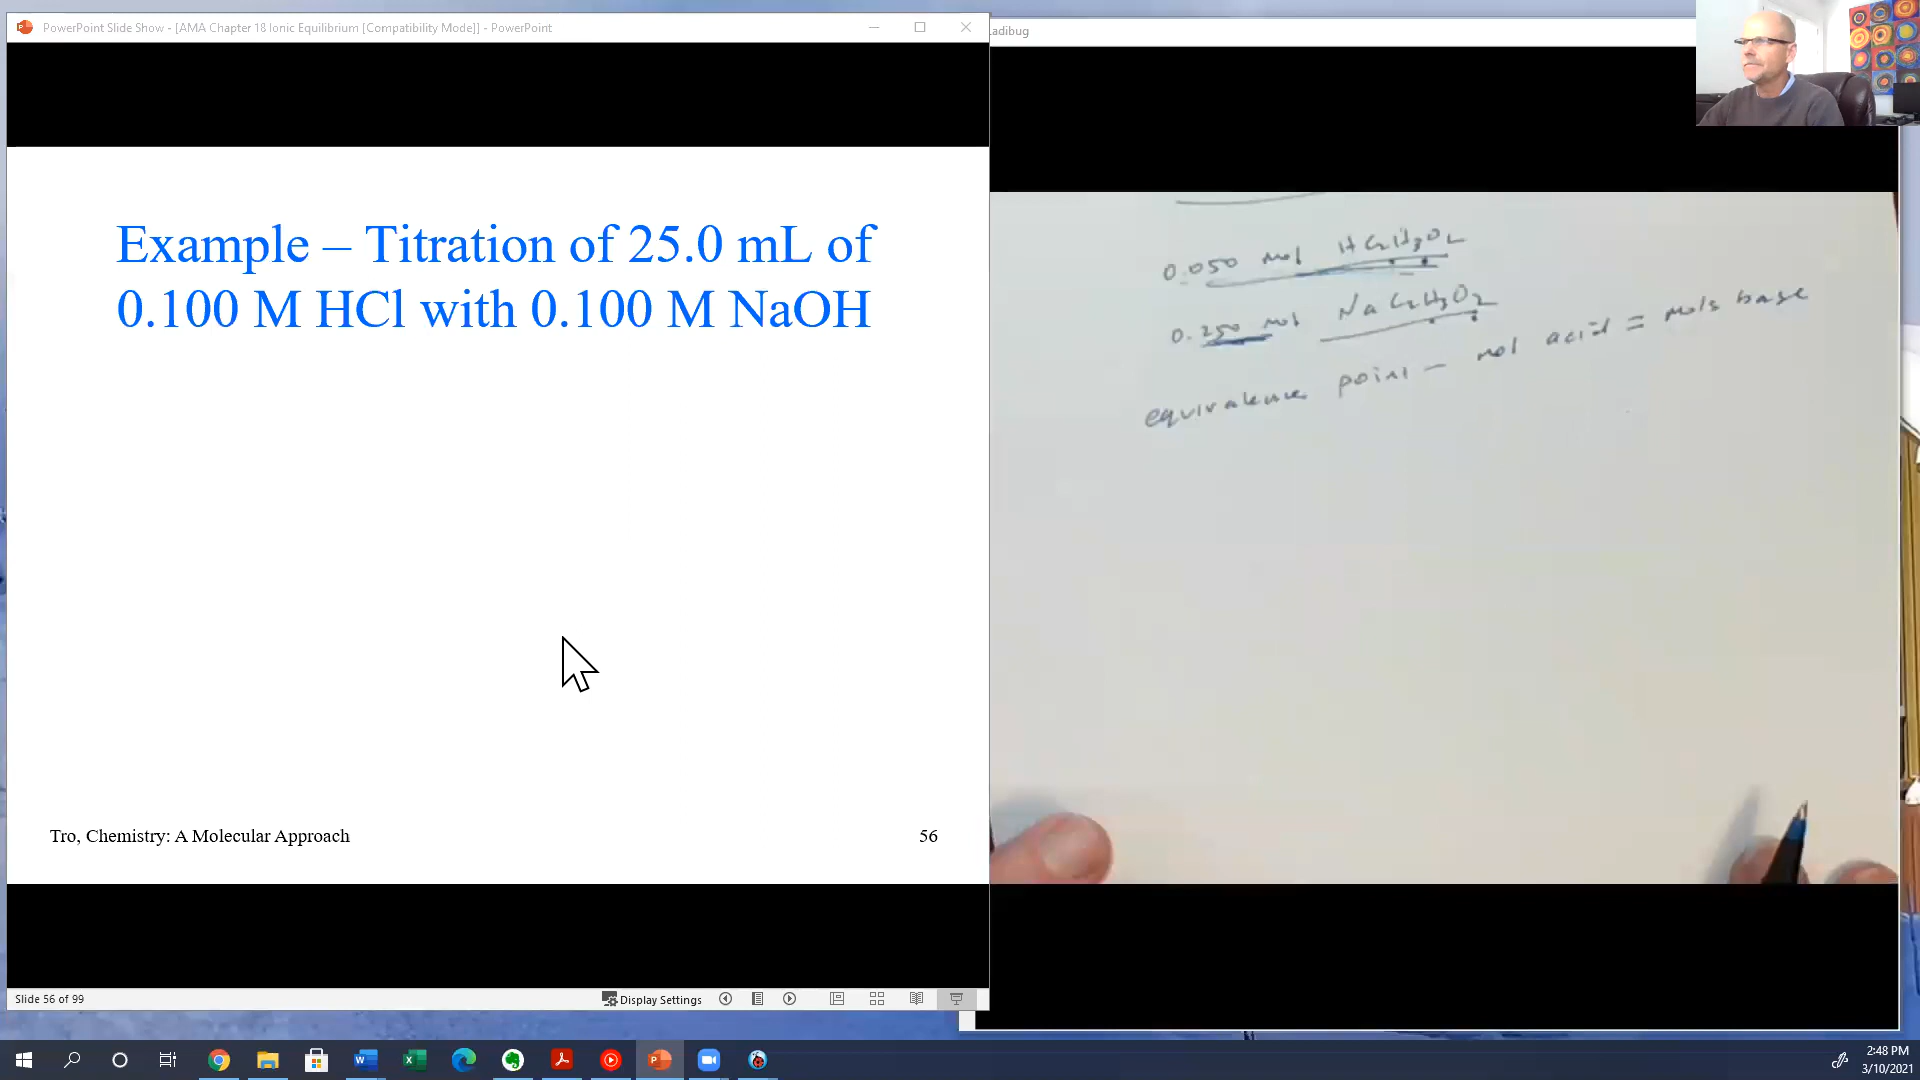 PowerPoint Slide Show - [AMA Chapter 18 Ionic Equilibrium [Compatibility Mode]] - PowerPoint
Ladibug
Example – Titration of 25.0 mL of
0.100 M HCl with 0.100 M NaOH
Tro, Chemistry: A Molecular Approach
56
0.050 mol HC₂H₃O₂
0.250 mol NaC₂H₃O₂
equivalence point – mol acid = mols base
Slide 56 of 99
Display Settings
2:48 PM
3/10/2021